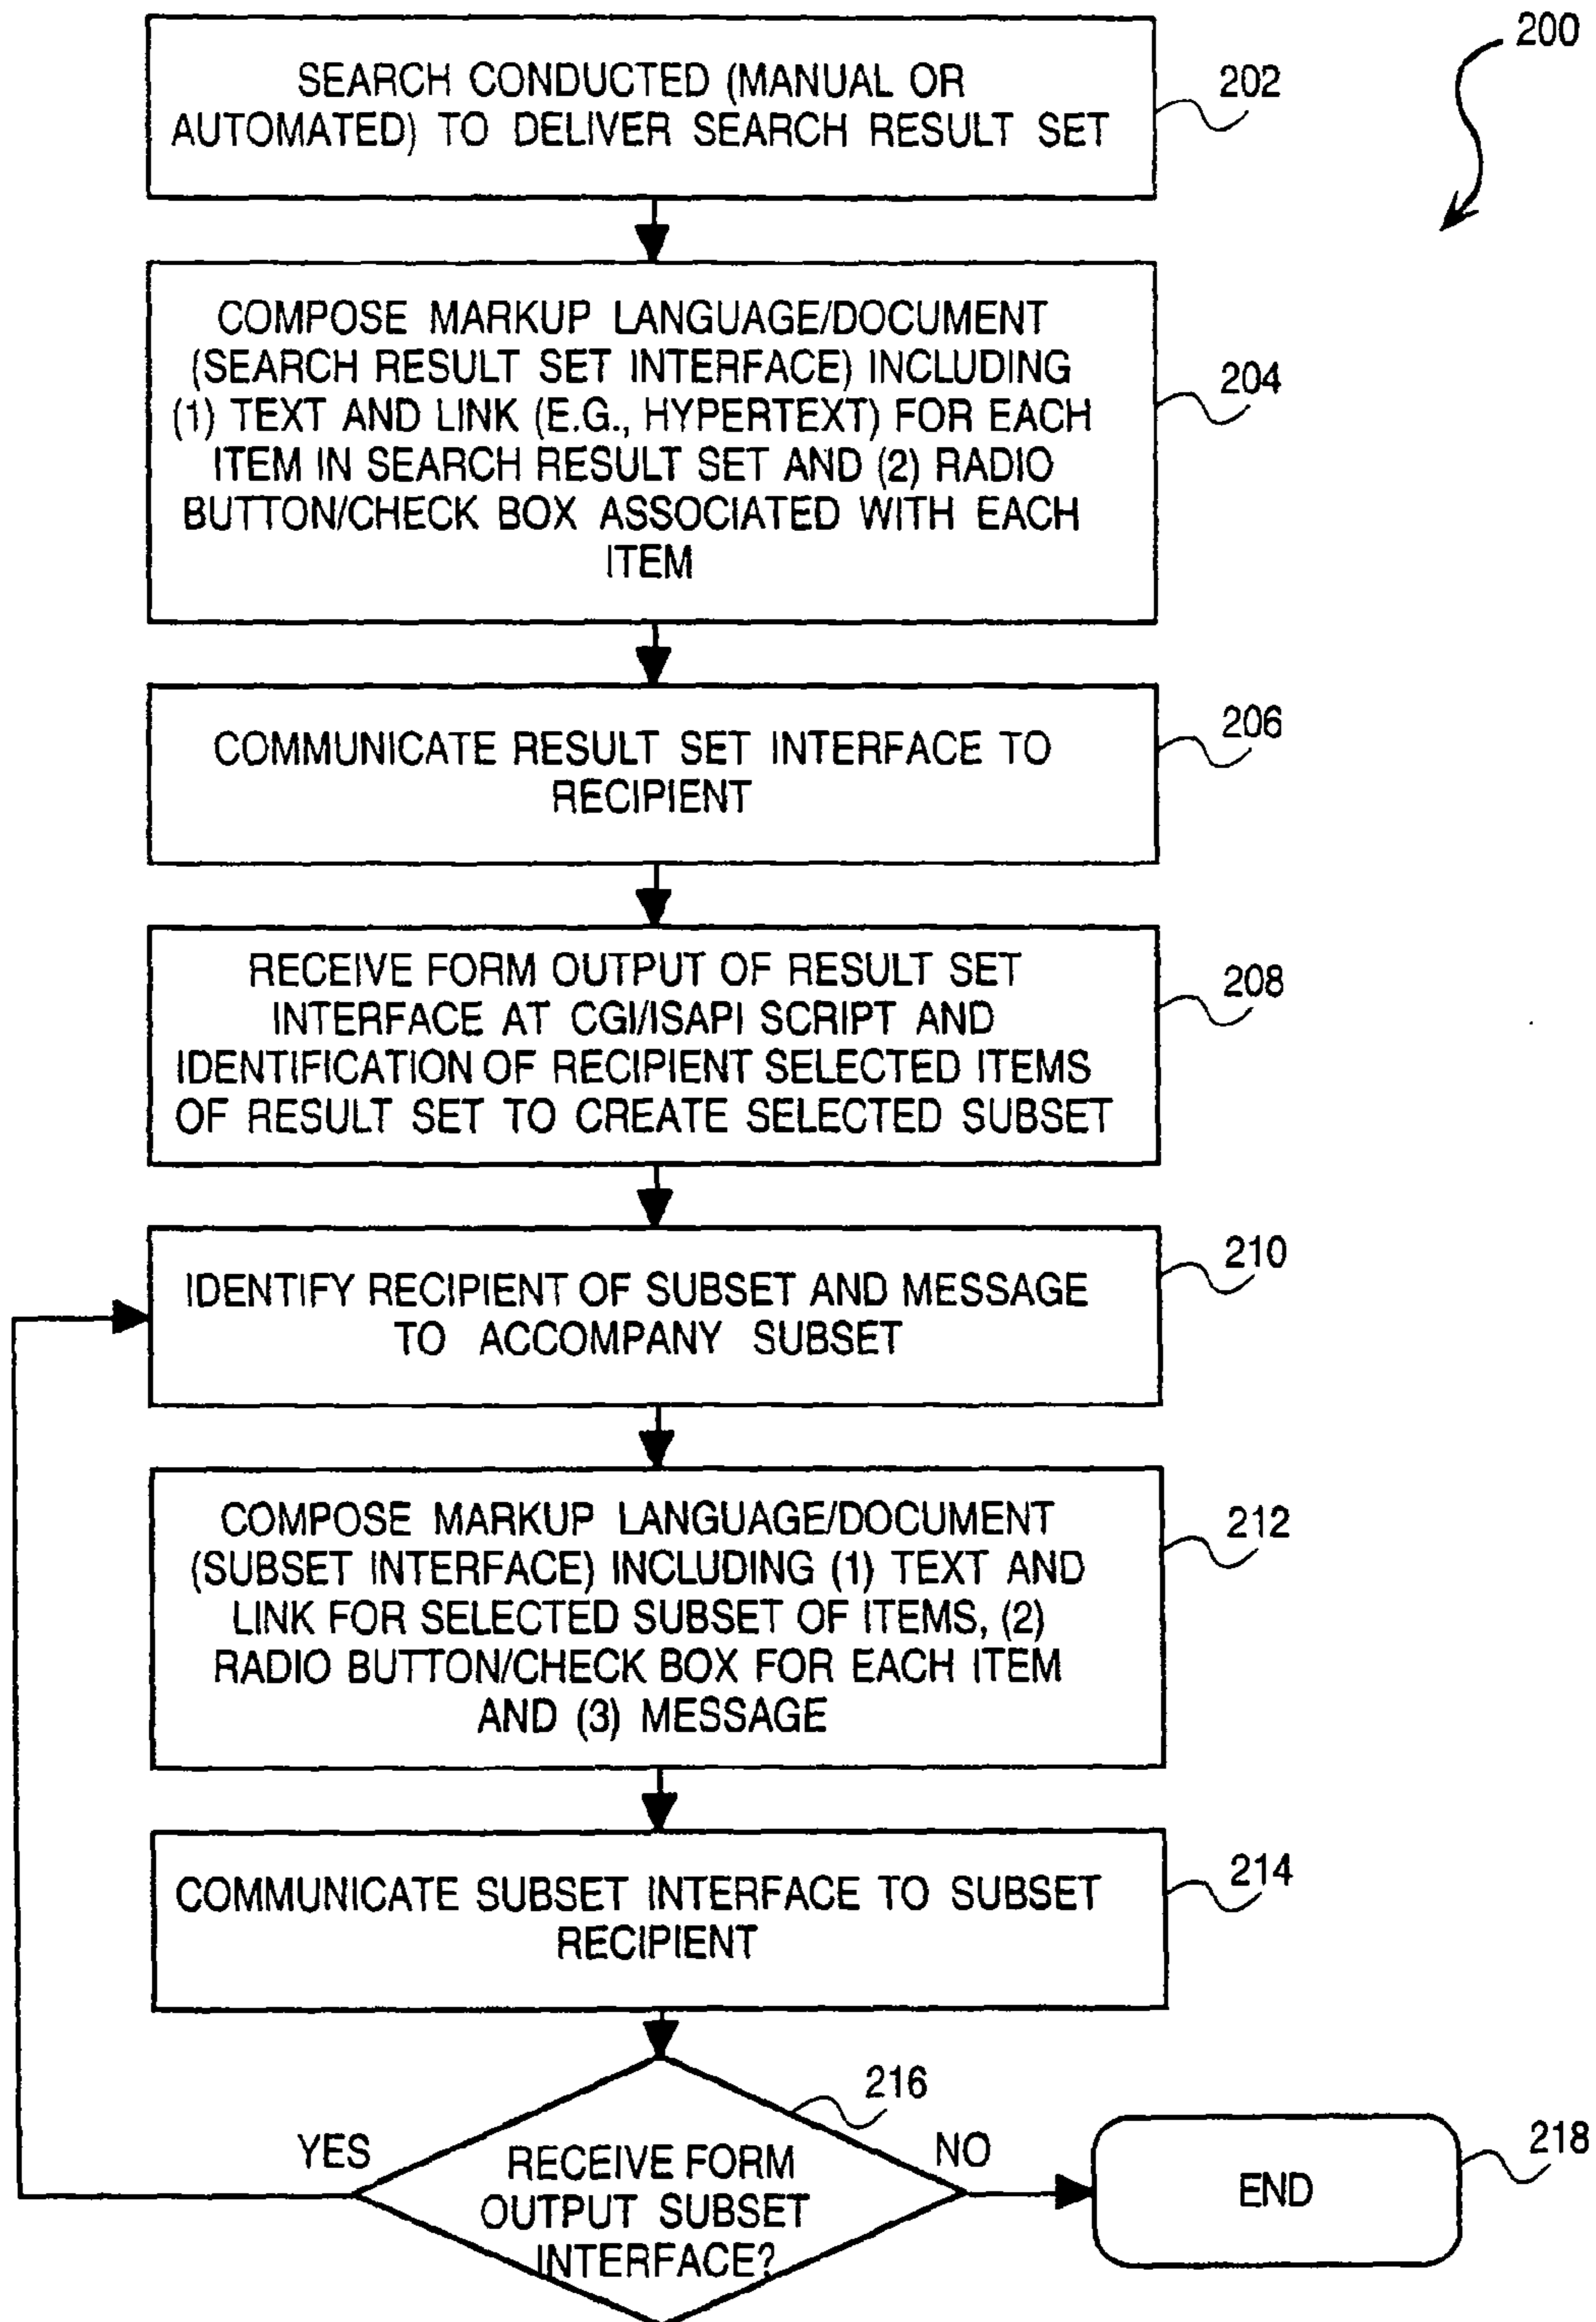 200
SEARCH CONDUCTED (MANUAL OR
AUTOMATED) TO DELIVER SEARCH RESULT SET
202
COMPOSE MARKUP LANGUAGE/DOCUMENT
(SEARCH RESULT SET INTERFACE) INCLUDING
(1) TEXT AND LINK (E.G., HYPERTEXT) FOR EACH
ITEM IN SEARCH RESULT SET AND (2) RADIO
BUTTON/CHECK BOX ASSOCIATED WITH EACH
ITEM
204
COMMUNICATE RESULT SET INTERFACE TO
RECIPIENT
206
RECEIVE FORM OUTPUT OF RESULT SET
INTERFACE AT CGI/ISAPI SCRIPT AND
IDENTIFICATION OF RECIPIENT SELECTED ITEMS
OF RESULT SET TO CREATE SELECTED SUBSET
208
IDENTIFY RECIPIENT OF SUBSET AND MESSAGE
TO ACCOMPANY SUBSET
210
COMPOSE MARKUP LANGUAGE/DOCUMENT
(SUBSET INTERFACE) INCLUDING (1) TEXT AND
LINK FOR SELECTED SUBSET OF ITEMS, (2)
RADIO BUTTON/CHECK BOX FOR EACH ITEM
AND (3) MESSAGE
212
COMMUNICATE SUBSET INTERFACE TO SUBSET
RECIPIENT
214
216
YES
RECEIVE FORM
OUTPUT SUBSET
INTERFACE?
NO
END
218